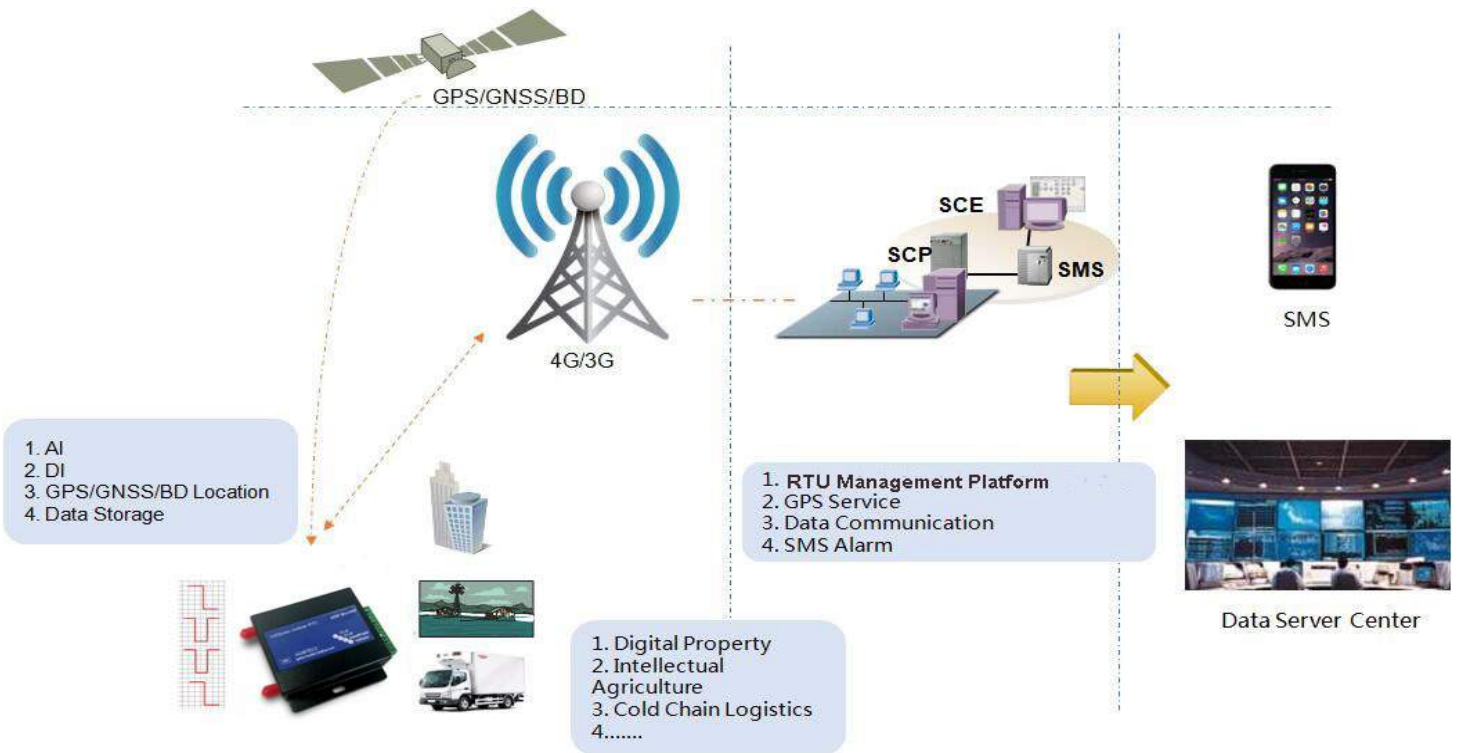 GPS/GNSS/BD
SCE
SCP
SMS
SMS
4G/3G
1. AI
2. DI
3. GPS/GNSS/BD Location
4. Data Storage
1. RTU Management Platform
2. GPS Service
3. Data Communication
4. SMS Alarm
Data Server Center
1. Digital Property
2. Intellectual
Agriculture
3. Cold Chain Logistics
4.......